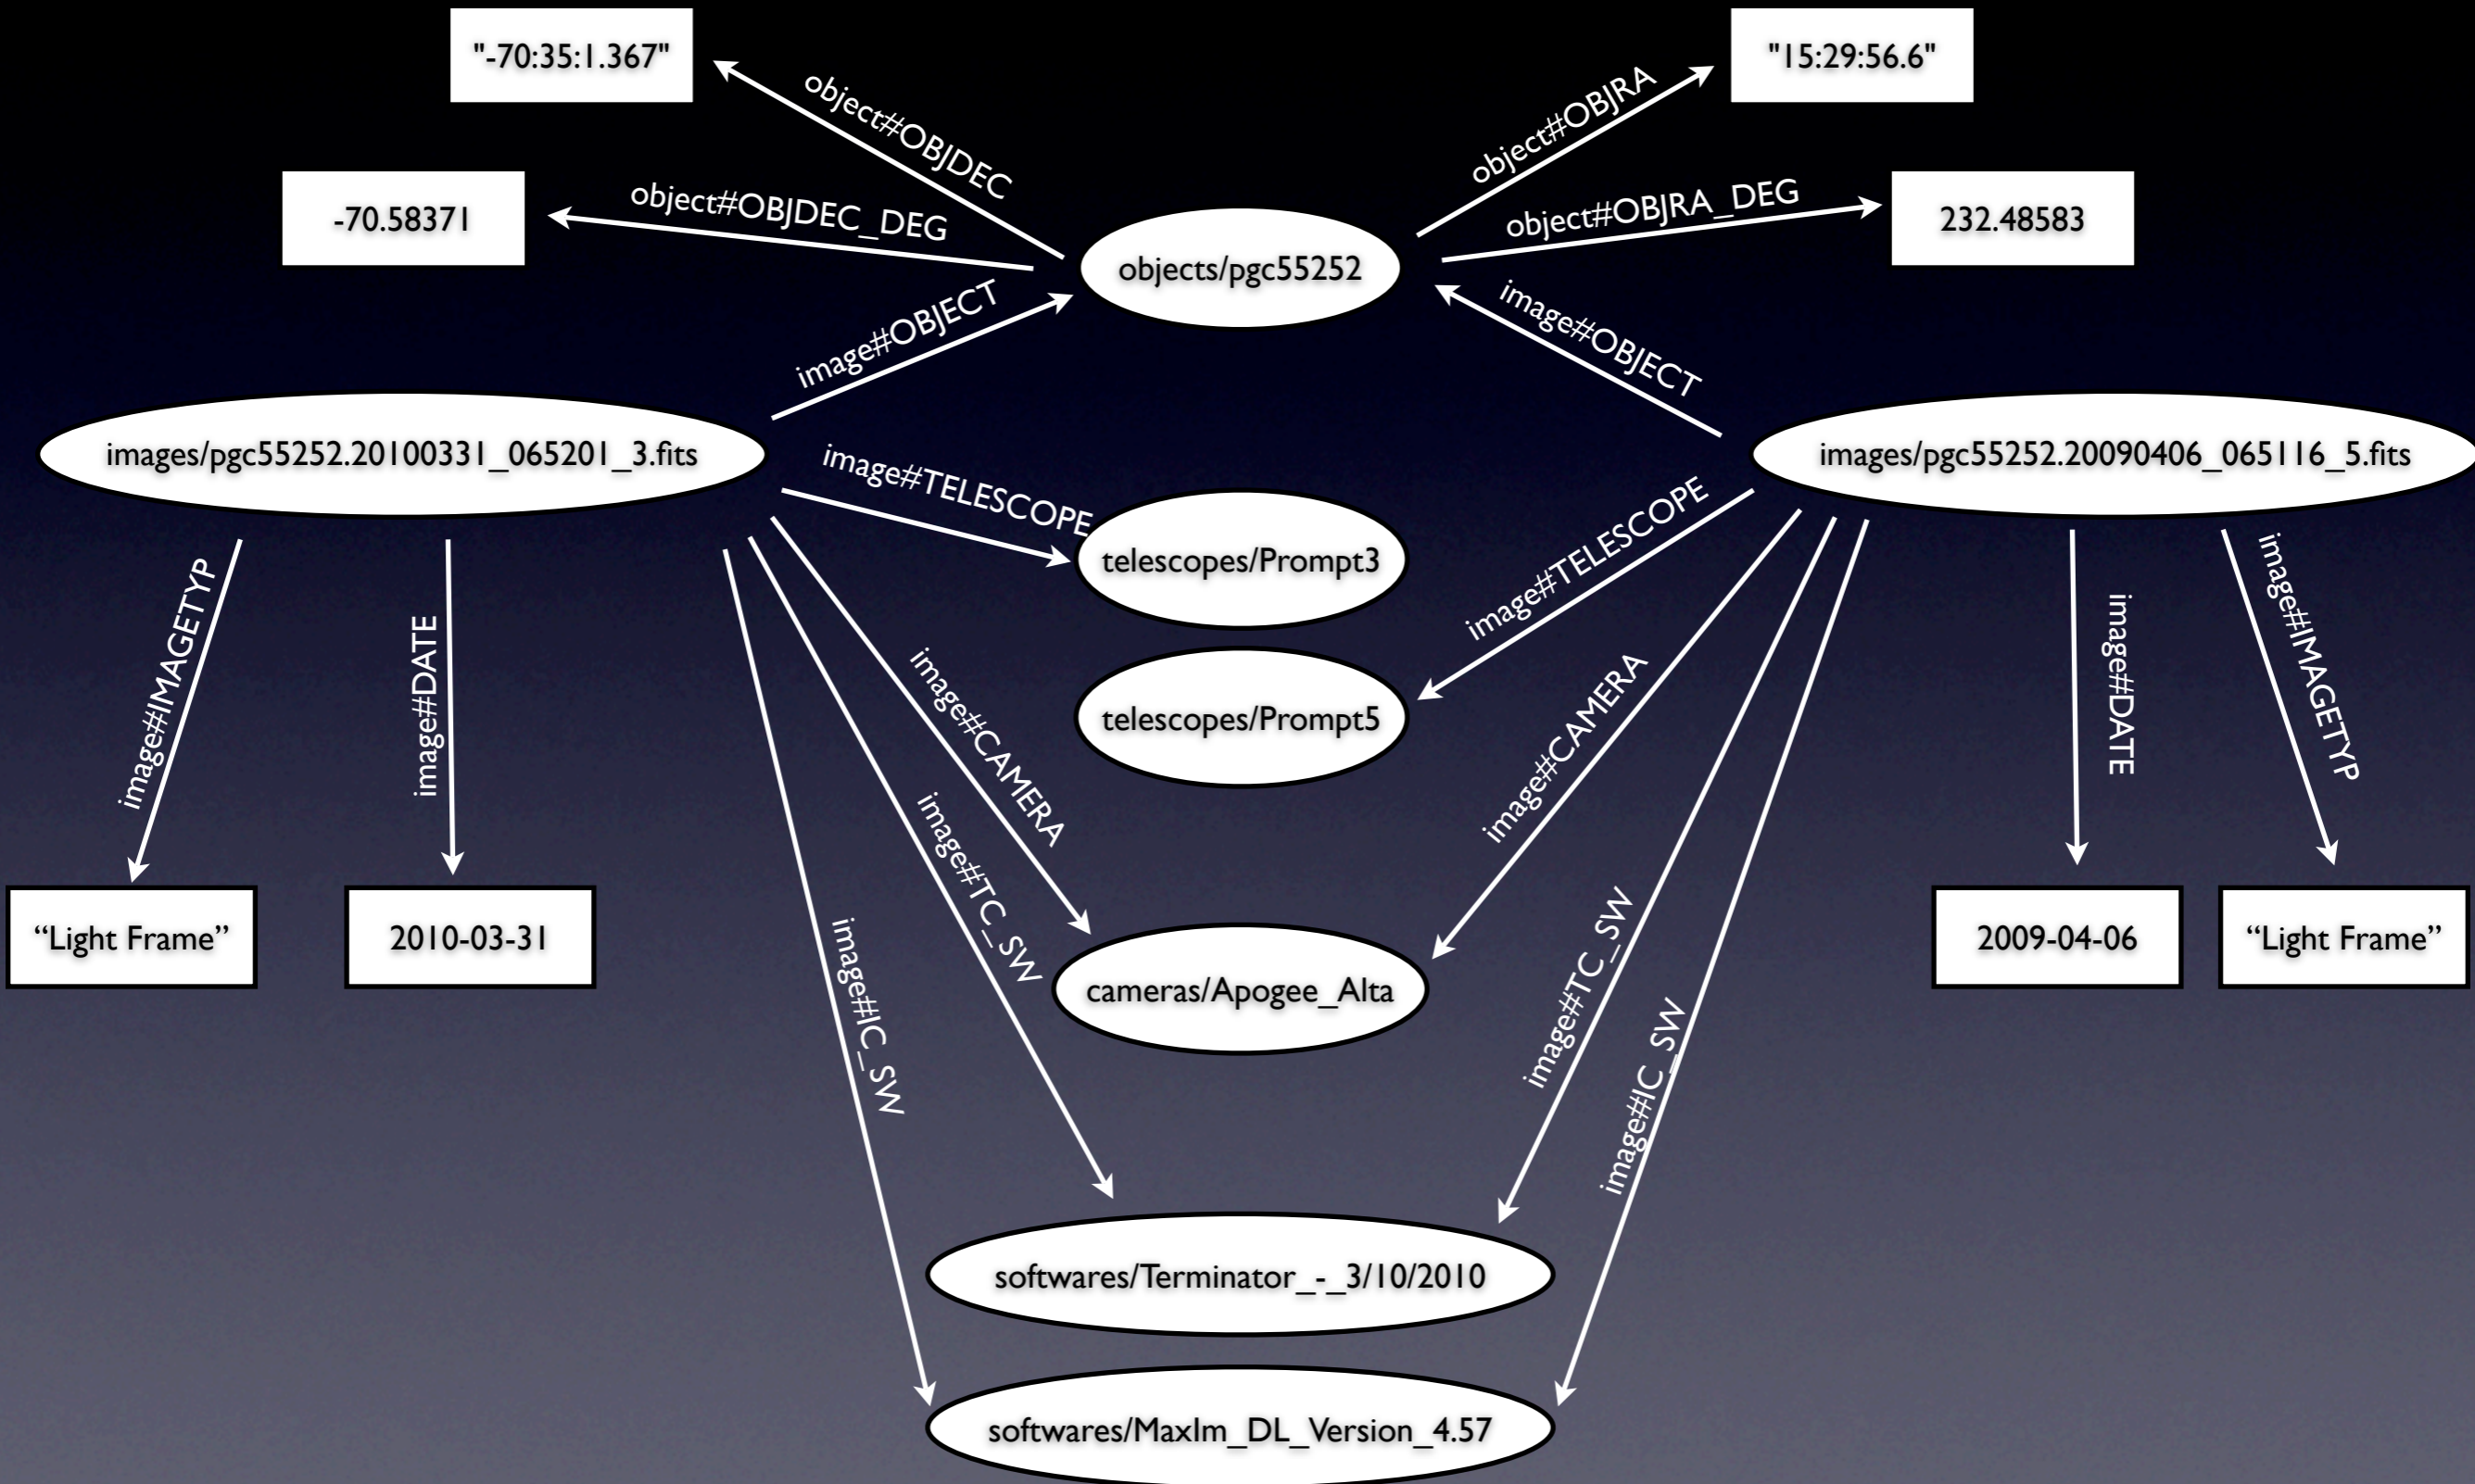 "-70:35:1.367"
"15:29:56.6"
object#OBJDEC
object#OBJRA
-70.58371
object#OBJDEC_DEG
object#OBJRA_DEG
232.48583
objects/pgc55252
image#OBJECT
image#OBJECT
images/pgc55252.20100331_065201_3.fits
images/pgc55252.20090406_065116_5.fits
image#TELESCOPE
image#TELESCOPE
telescopes/Prompt3
telescopes/Prompt5
image#IMAGETYP
image#DATE
image#CAMERA
image#CAMERA
image#DATE
image#IMAGETYP
image#TC_SW
image#TC_SW
image#IC_SW
image#IC_SW
“Light Frame”
2010-03-31
cameras/Apogee_Alta
2009-04-06
“Light Frame”
softwares/Terminator_-_3/10/2010
softwares/MaxIm_DL_Version_4.57